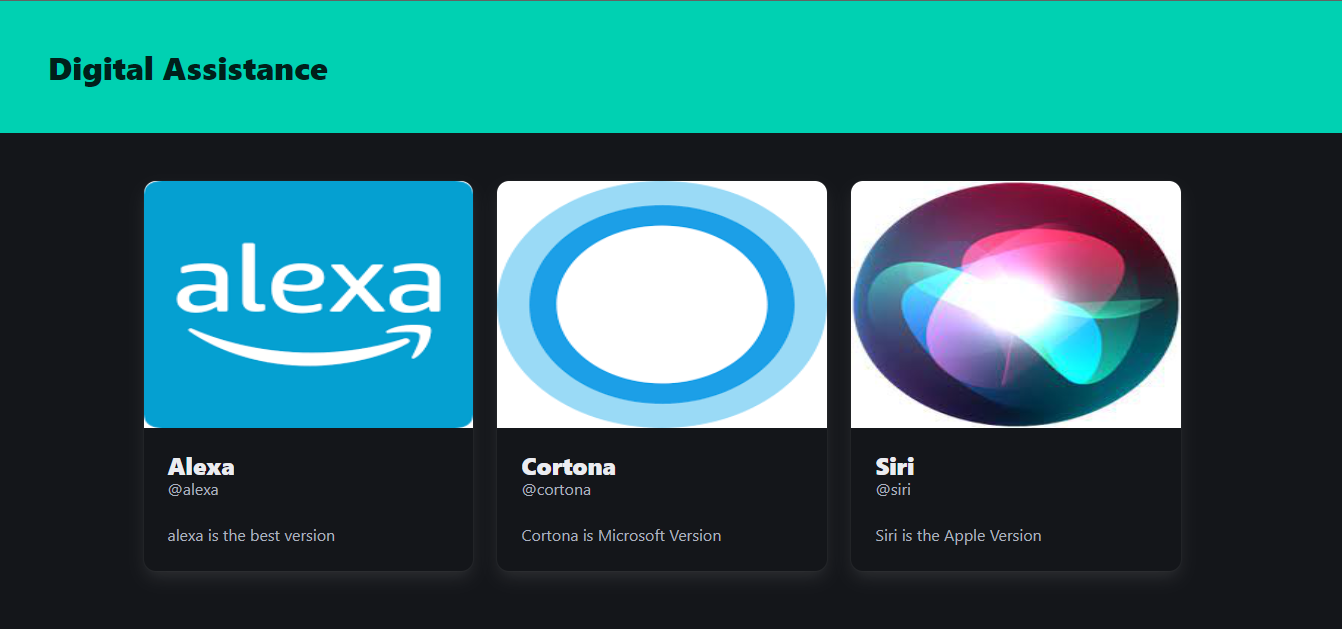 Digital Assistance
alexa
Alexa
@alexa
alexa is the best version
Cortona
@cortona
Cortona is Microsoft Version
Siri
@siri
Siri is the Apple Version